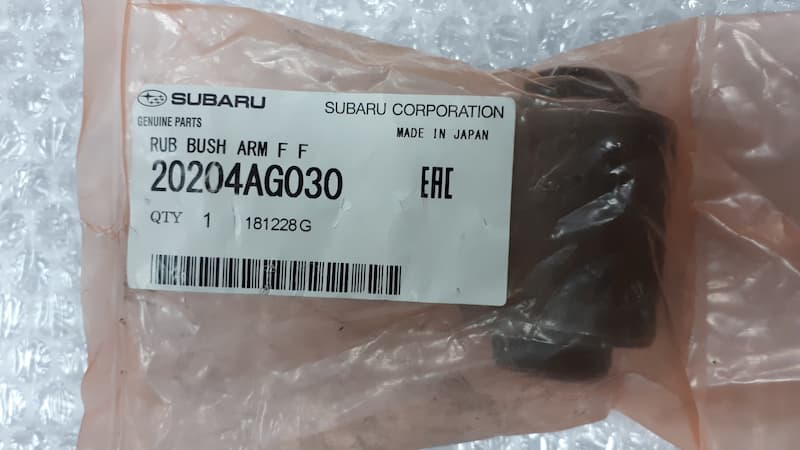 SUBARU
SUBARU CORPORATION
GENUINE PARTS
MADE IN JAPAN
RUB BUSH ARM F F
20204AG030
EAC
QTY 1 181228G